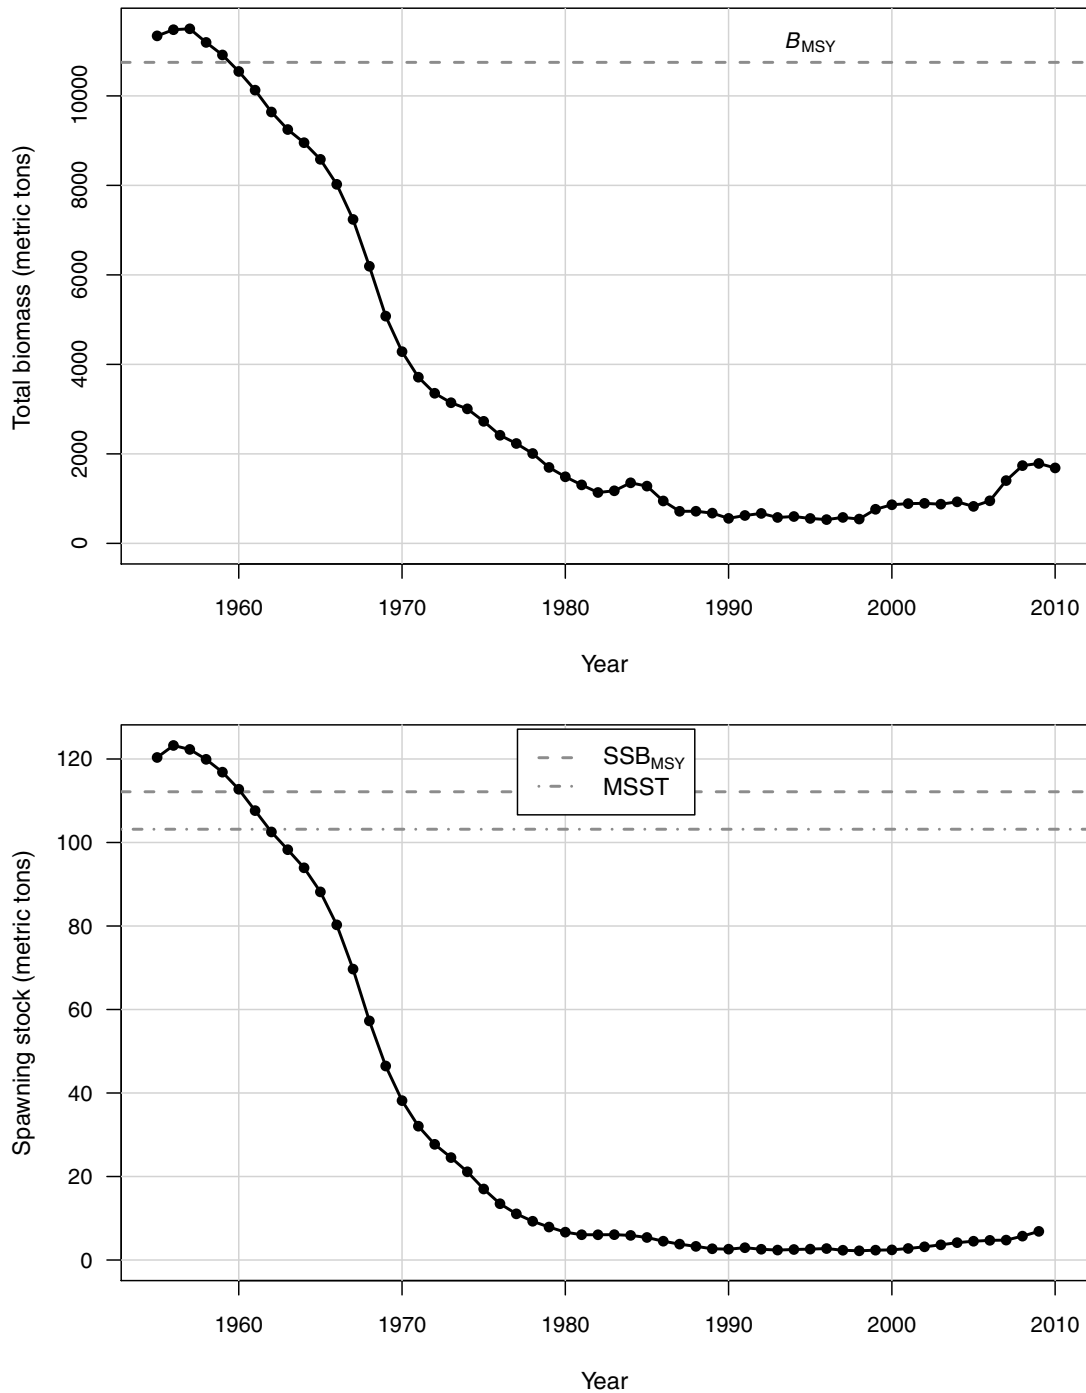 Total biomass (metric tons)
10000
8000
6000
4000
2000
0
B_MSY
1960 1970 1980 1990 2000 2010
Year
Spawning stock (metric tons)
120
100
80
60
40
20
0
SSB_MSY
MSST
1960 1970 1980 1990 2000 2010
Year